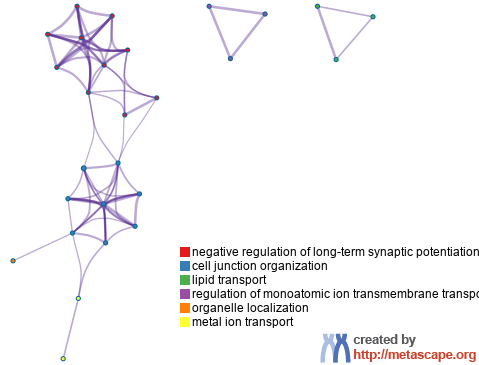 negative regulation of long-term synaptic potentiation
cell junction organization
lipid transport
regulation of monoatomic ion transmembrane transpo
organelle localization
metal ion transport
created by
http://metascape.org